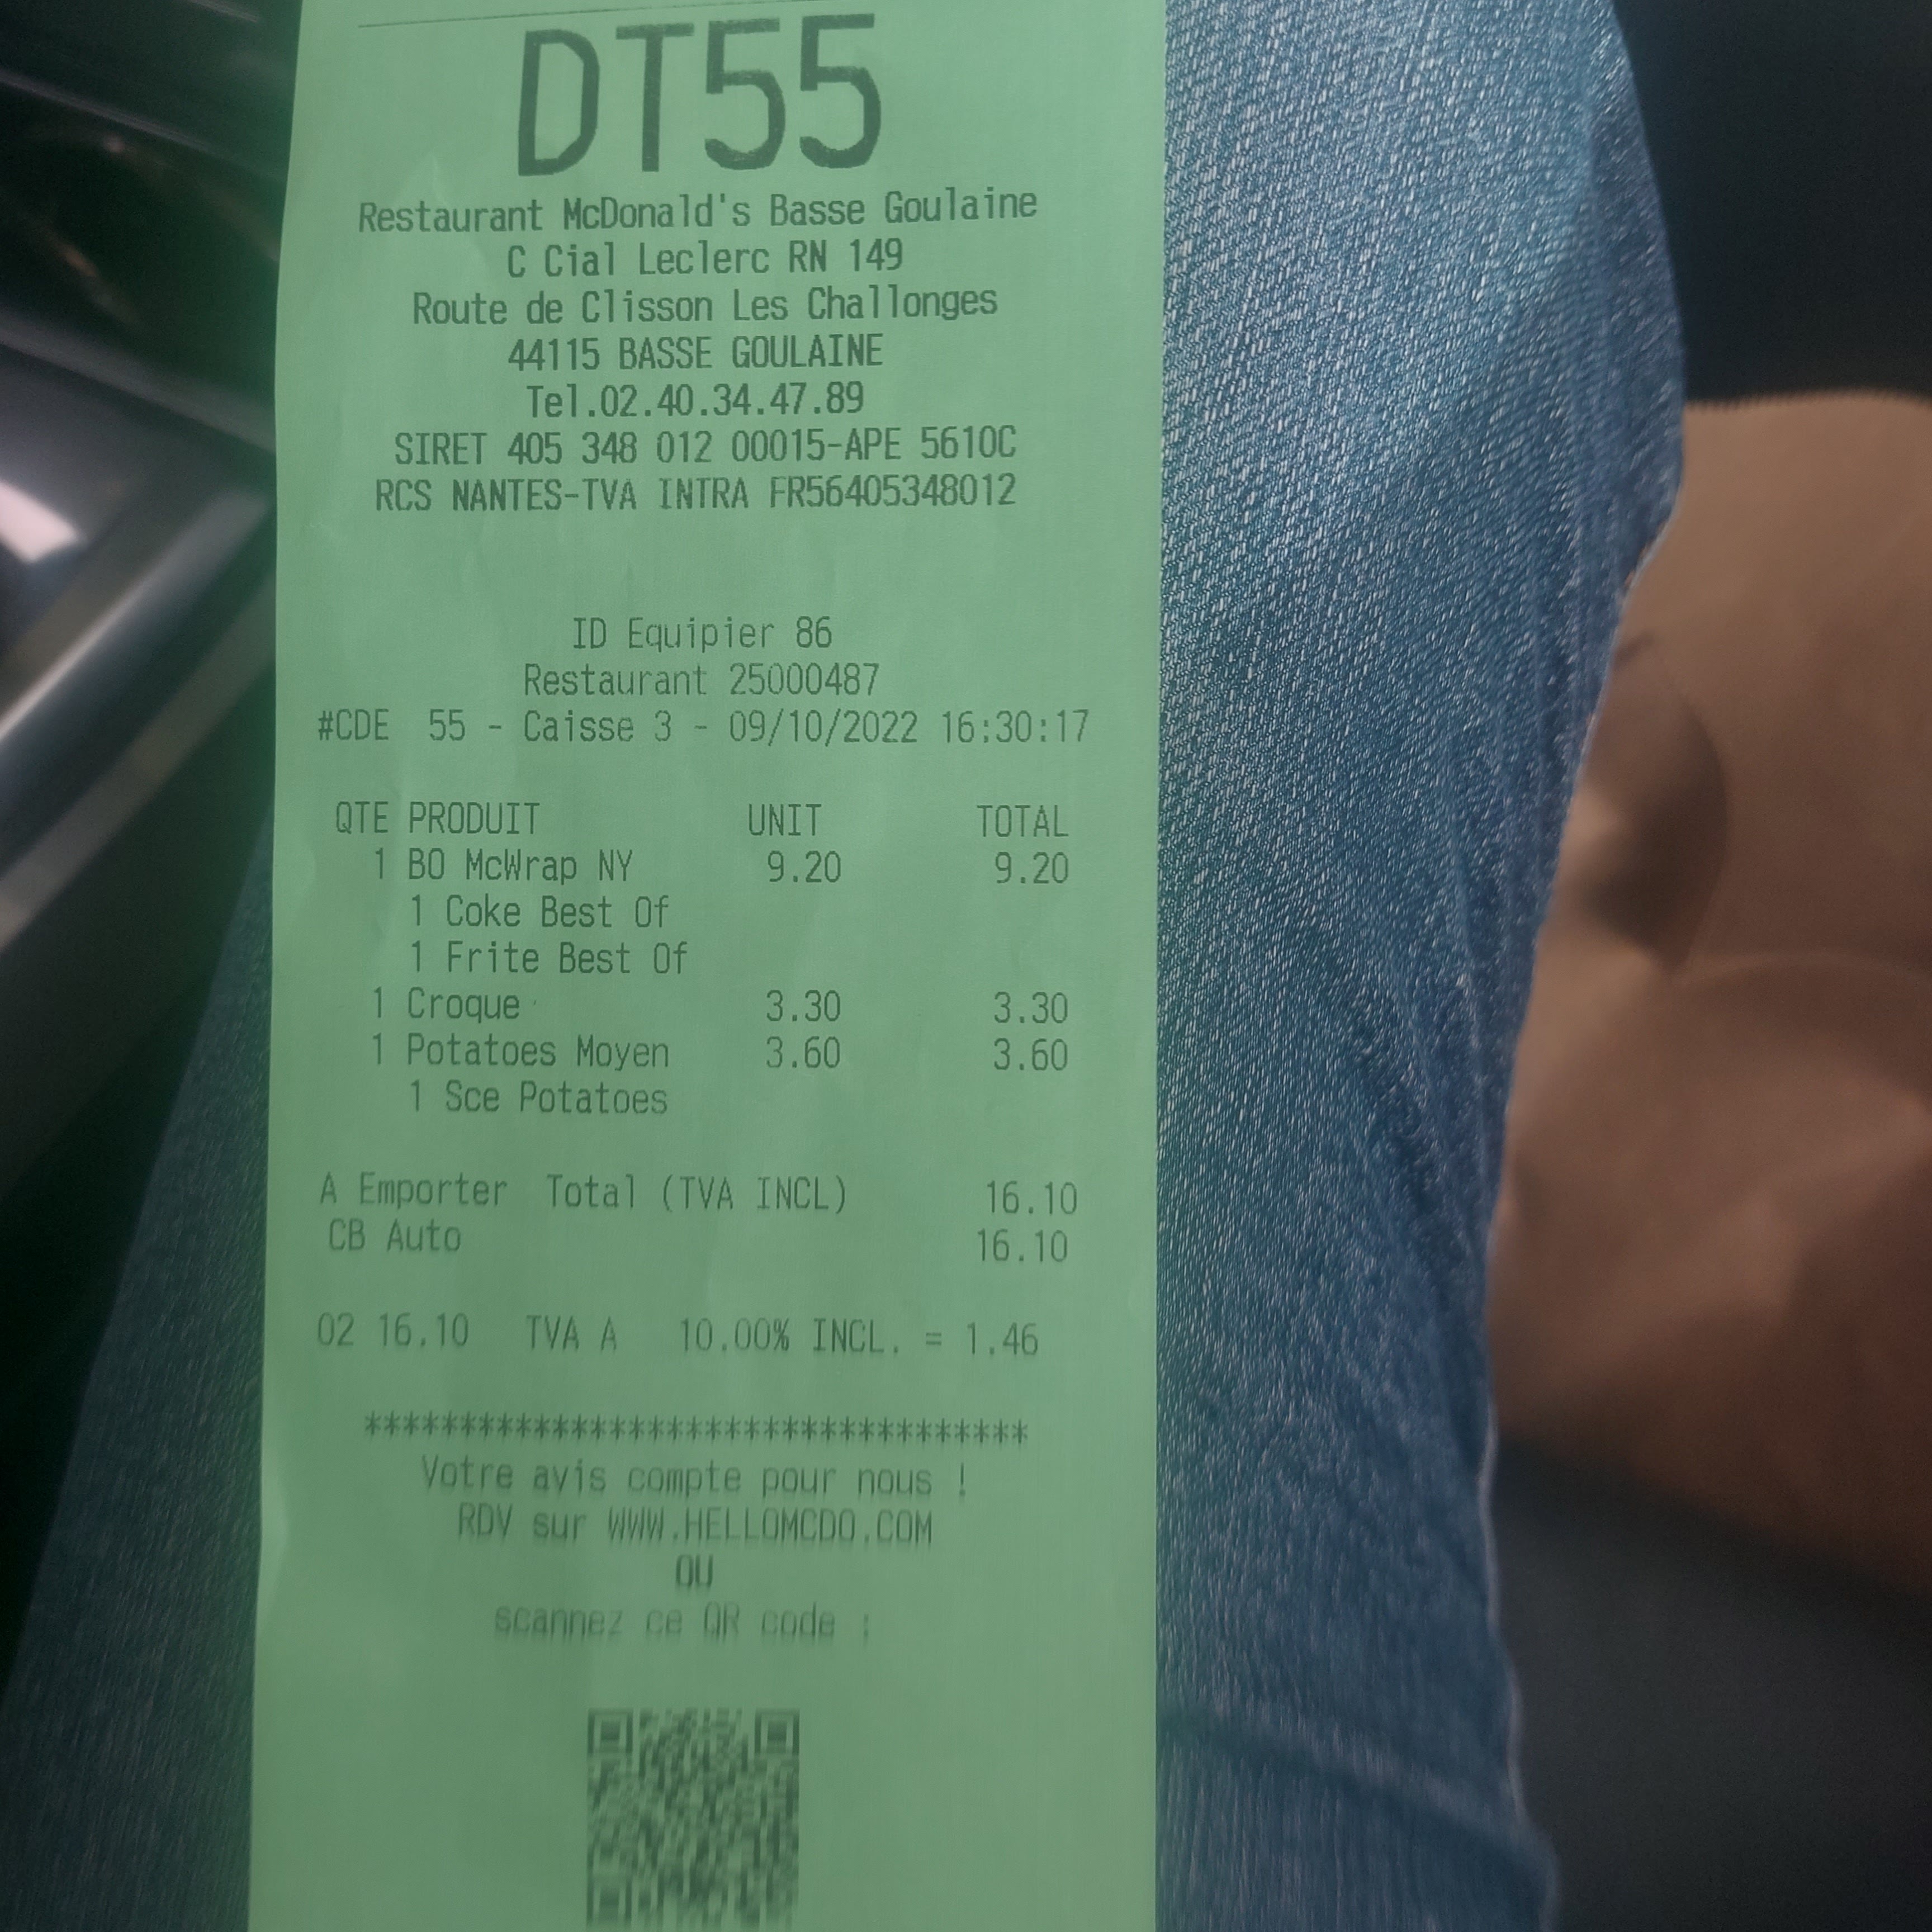 DT55
Restaurant McDonald's Basse Goulaine
C Cial Leclerc RN 149
Route de Clisson Les Challonges
44115 BASSE GOULAINE
Tel.02.40.34.47.89
SIRET 405 348 012 00015-APE 5610C
RCS NANTES-TVA INTRA FR56405348012
ID Equipier 86
Restaurant 25000487
#CDE 55 - Caisse 3 - 09/10/2022 16:30:17
QTE PRODUIT UNIT TOTAL
1 BO McWrap NY 9.20 9.20
1 Coke Best Of
1 Frite Best Of
1 Croque 3.30 3.30
1 Potatoes Moyen 3.60 3.60
1 Sce Potatoes
A Emporter Total (TVA INCL) 16.10
CB Auto 16.10
02 16.10 TVA A 10.00% INCL. = 1.46
***********************************
Votre avis compte pour nous !
RDV sur WWW.HELLOMCDO.COM
OU
scannez ce QR code :